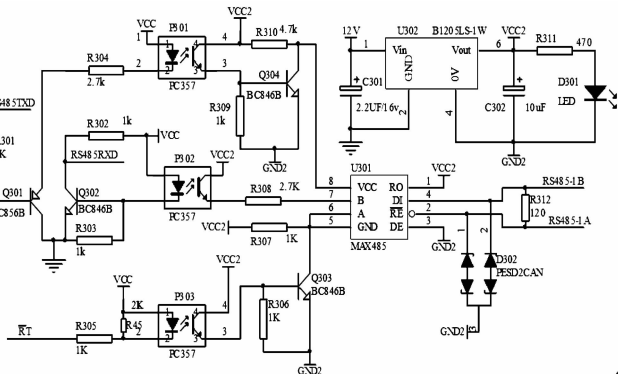 P301
VCC
1
4
VCC2
R310 4.7k
R304
2
3
2.7k
PC357
Q304
BC846B
R309
1k
GND2
12V
1
U302
B1205LS-1W
Vin
Vout
GND
0V
6
VCC2
R311
470
C301
2.2UF/16v
2
4
C302
10uF
D301
LED
GND2
485TXD
R302
1k
VCC
RS485RXD
P302
VCC2
Q301
C856B
Q302
BC846B
PC357
R308
2.7K
R303
1k
VCC2
R307
1K
U301
8
VCC
RO
1
VCC2
7
B
DI
4
6
A
RE
2
5
GND
DE
3
MAX485
GND2
RS485-1B
R312
120
RS485-1A
1
2
D302
PESD2CAN
GND2
3
VCC
2K
R45
P303
1
4
VCC2
RT
R305
1K
2
3
PC357
R306
1K
Q303
BC846B
GND2